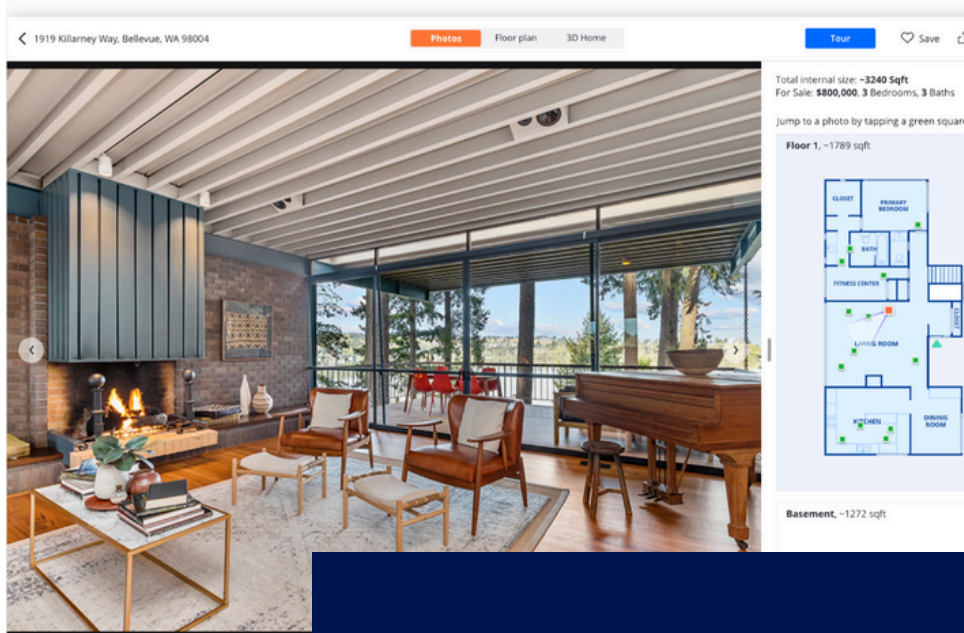 1919 Killarney Way, Bellevue, WA 98004
Photos
Floor plan
3D Home
Tour
Save
Total internal size: ~3240 Sqft
For Sale: $800,000, 3 Bedrooms, 3 Baths
Jump to a photo by tapping a green square
Floor 1, ~1789 sqft
CLOSET
PRIMARY
BEDROOM
BATH
FITNESS CENTER
CLOSET
LIVING ROOM
KITCHEN
DINING
ROOM
Basement, ~1272 sqft